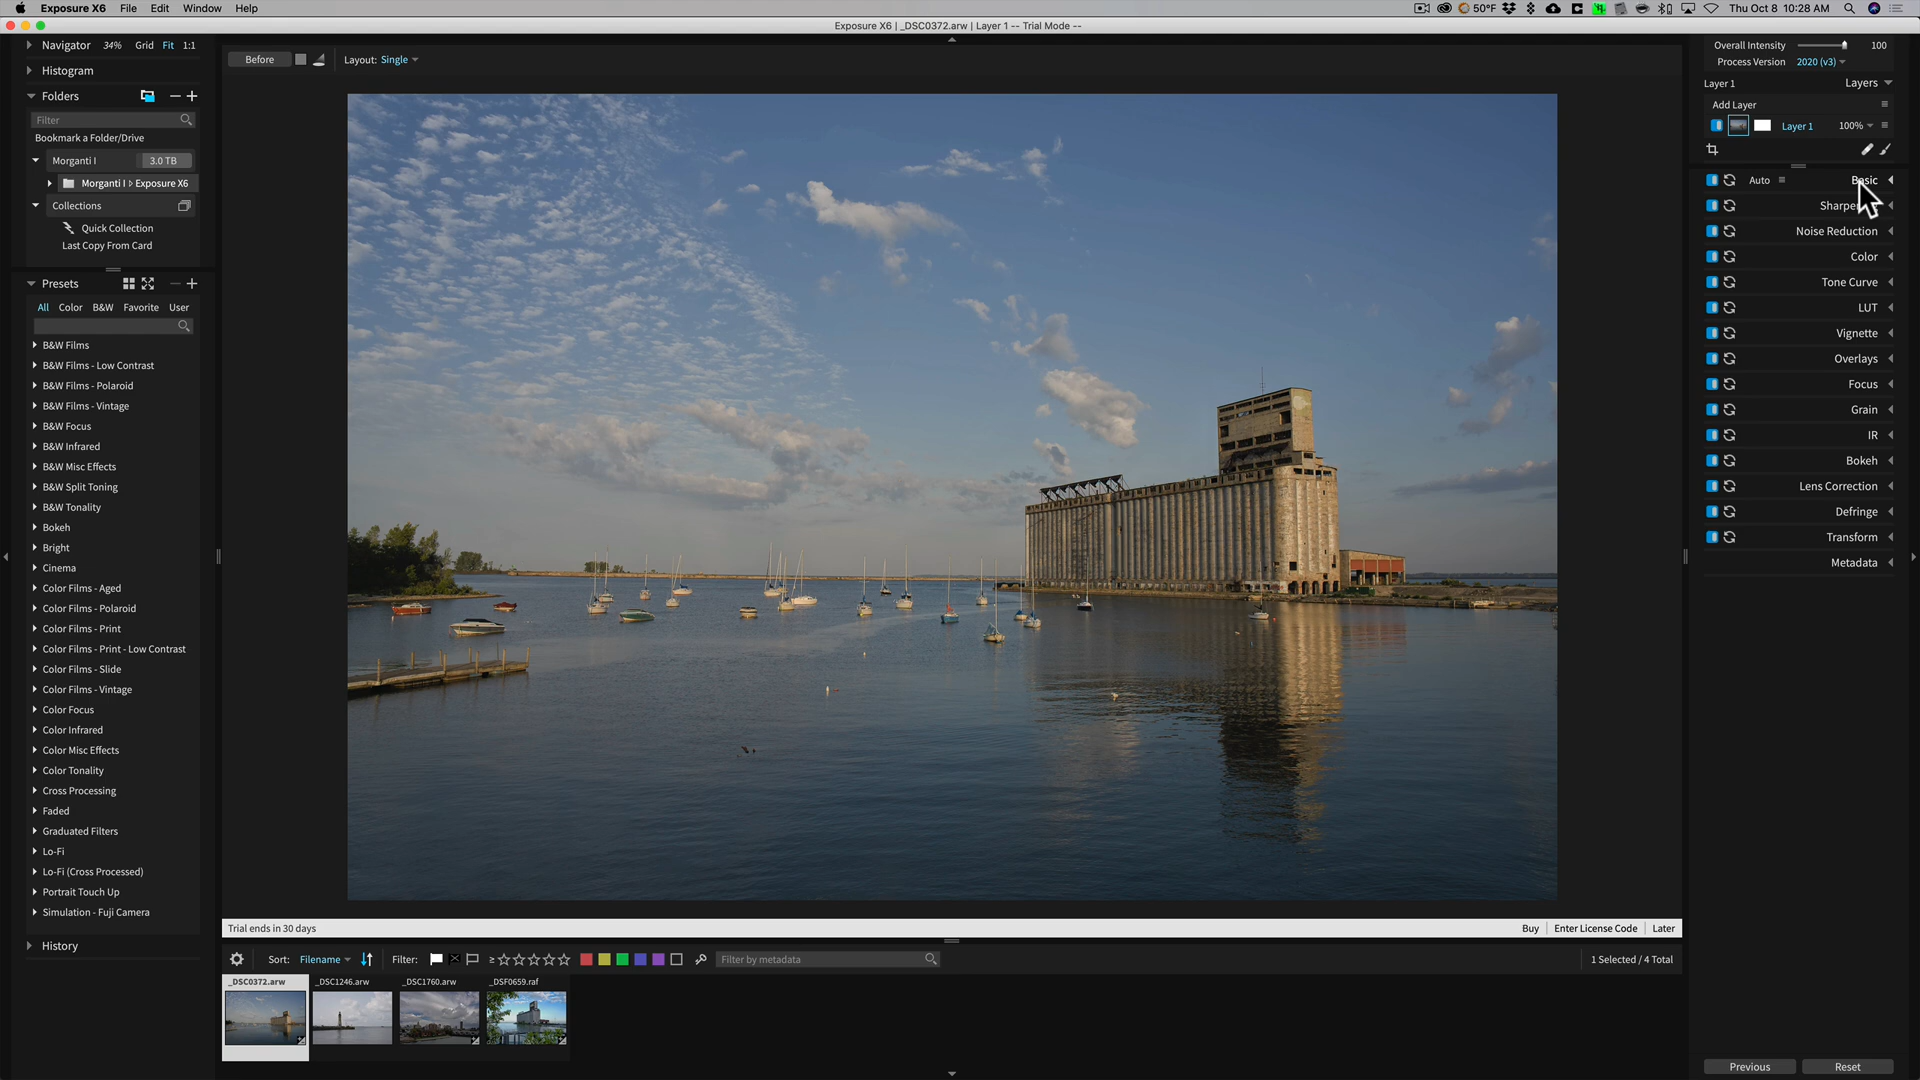 Exposure X6 File Edit Window Help
50°F Thu Oct 8 10:28 AM
Exposure X6 | _DSC0372.arw | Layer 1 -- Trial Mode --
Navigator 34% Grid Fit 1:1
Histogram
Folders
Filter
Bookmark a Folder/Drive
Morganti I 3.0 TB
Morganti I Exposure X6
Collections
Quick Collection
Last Copy From Card
Presets
All Color B&W Favorite User
B&W Films
B&W Films - Low Contrast
B&W Films - Polaroid
B&W Films - Vintage
B&W Focus
B&W Infrared
B&W Misc Effects
B&W Split Toning
B&W Tonality
Bokeh
Bright
Cinema
Color Films - Aged
Color Films - Polaroid
Color Films - Print
Color Films - Print - Low Contrast
Color Films - Slide
Color Films - Vintage
Color Focus
Color Infrared
Color Misc Effects
Color Tonality
Cross Processing
Faded
Graduated Filters
Lo-Fi
Lo-Fi (Cross Processed)
Portrait Touch Up
Simulation - Fuji Camera
History
Before Layout: Single
Trial ends in 30 days Buy Enter License Code Later
Sort: Filename Filter: ≥ Filter by metadata 1 Selected / 4 Total
_DSC0372.arw _DSC1246.arw _DSC1760.arw _DSF0659.raf
Overall Intensity 100
Process Version 2020 (v3)
Layer 1 Layers
Add Layer
Layer 1 100%
Auto Basic
Noise Reduction
Color
Tone Curve
LUT
Vignette
Overlays
Focus
Grain
IR
Bokeh
Lens Correction
Defringe
Transform
Metadata
Previous Reset